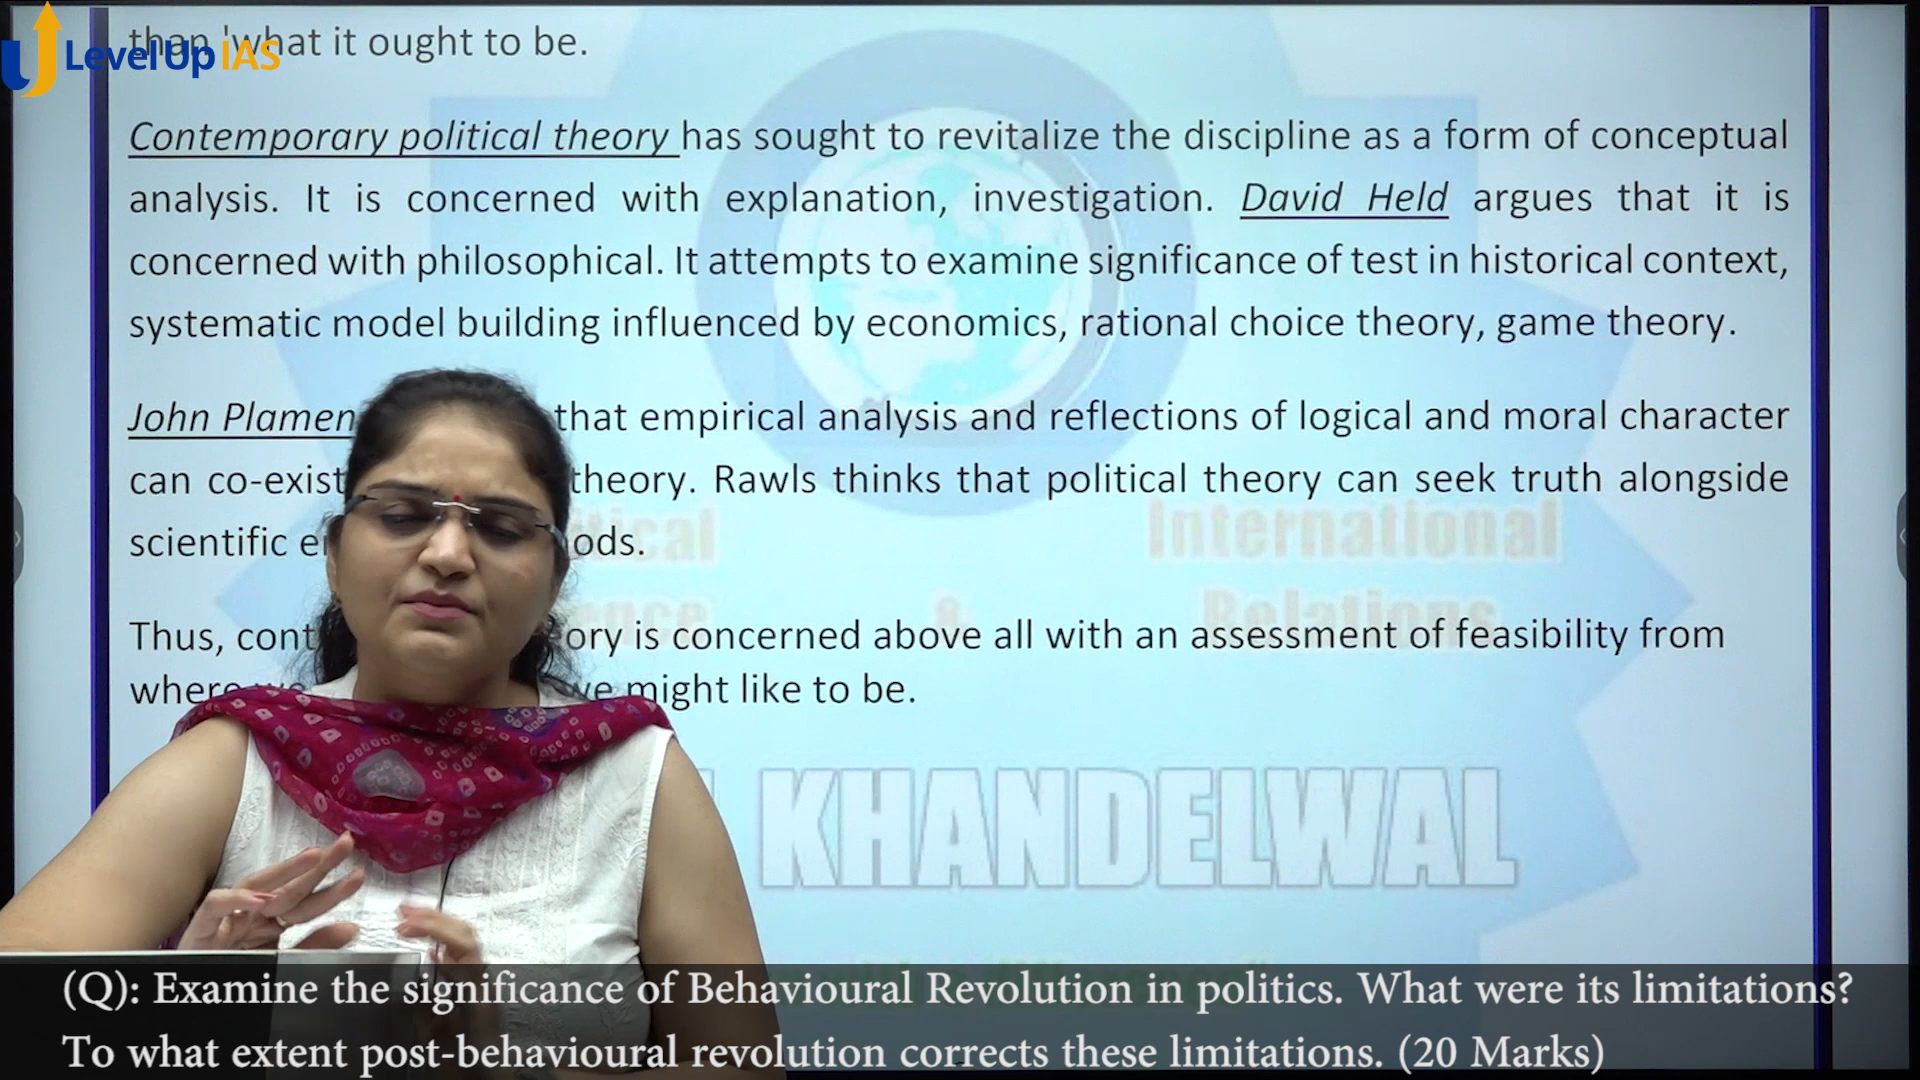 LevelUp IAS
than 'what it ought to be.
Contemporary political theory has sought to revitalize the discipline as a form of conceptual
analysis. It is concerned with explanation, investigation. David Held argues that it is
concerned with philosophical. It attempts to examine significance of test in historical context,
systematic model building influenced by economics, rational choice theory, game theory.
John Plamen that empirical analysis and reflections of logical and moral character
can co-exist theory. Rawls thinks that political theory can seek truth alongside
scientific ods.
International
Relations
&
Thus, cont ory is concerned above all with an assessment of feasibility from
where we might like to be.
KHANDELWAL
(Q): Examine the significance of Behavioural Revolution in politics. What were its limitations?
To what extent post-behavioural revolution corrects these limitations. (20 Marks)